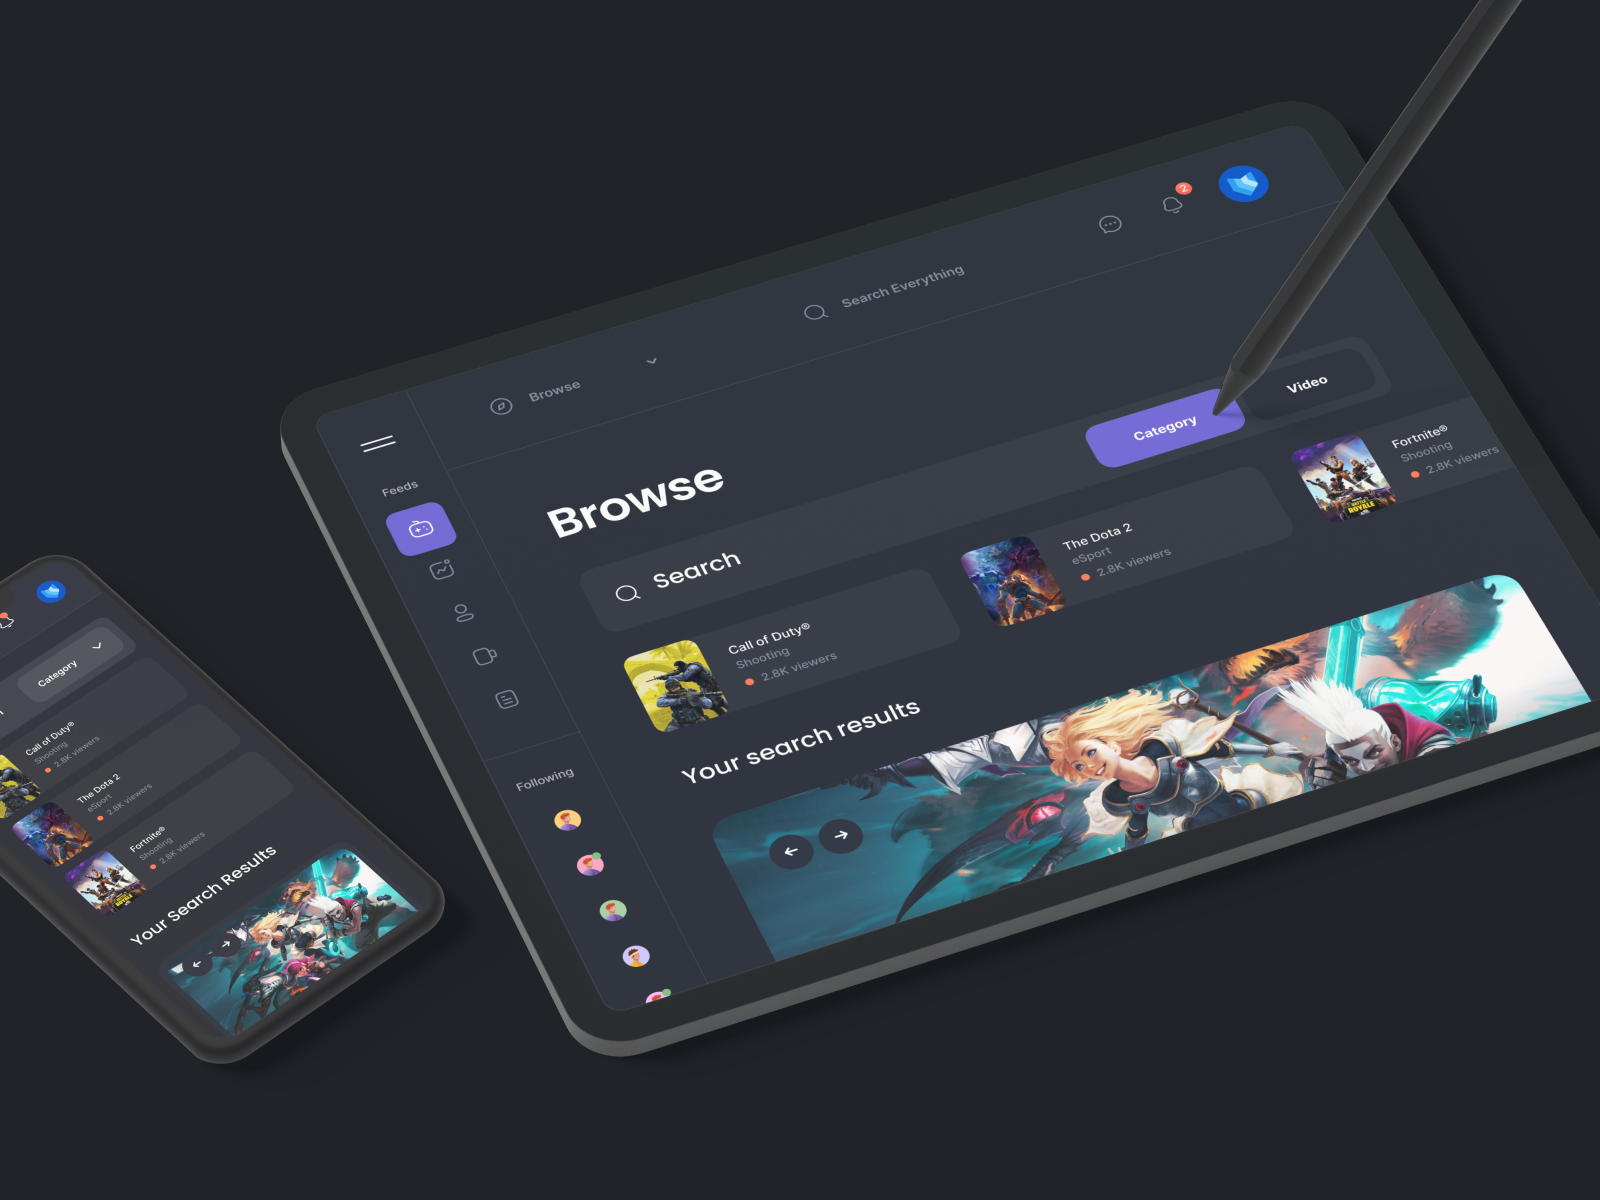 2
Search Everything
Browse
Video
Category
Fortnite®
Shooting
2.8K viewers
Feeds
Browse
Search
The Dota 2
eSport
2.8K viewers
Call of Duty®
Shooting
2.8K viewers
BATTLE
ROYALE
Your search results
Following
Category
Call of Duty®
Shooting
2.8K viewers
The Dota 2
eSport
2.8K viewers
Fortnite®
Shooting
2.8K viewers
Your Search Results